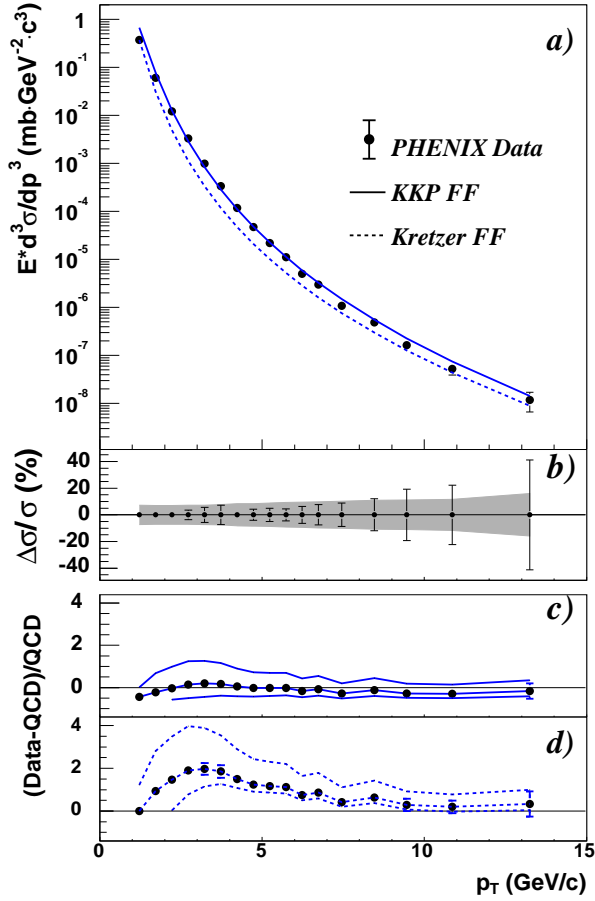 a)
1
10^-1
10^-2
10^-3
10^-4
10^-5
10^-6
10^-7
10^-8
E*d^3σ/dp^3 (mb·GeV^-2·c^3)
PHENIX Data
KKP FF
Kretzer FF
b)
40
20
0
-20
-40
Δσ/σ (%)
c)
4
2
0
(Data-QCD)/QCD
d)
4
2
0
0 5 10 15
p_T (GeV/c)